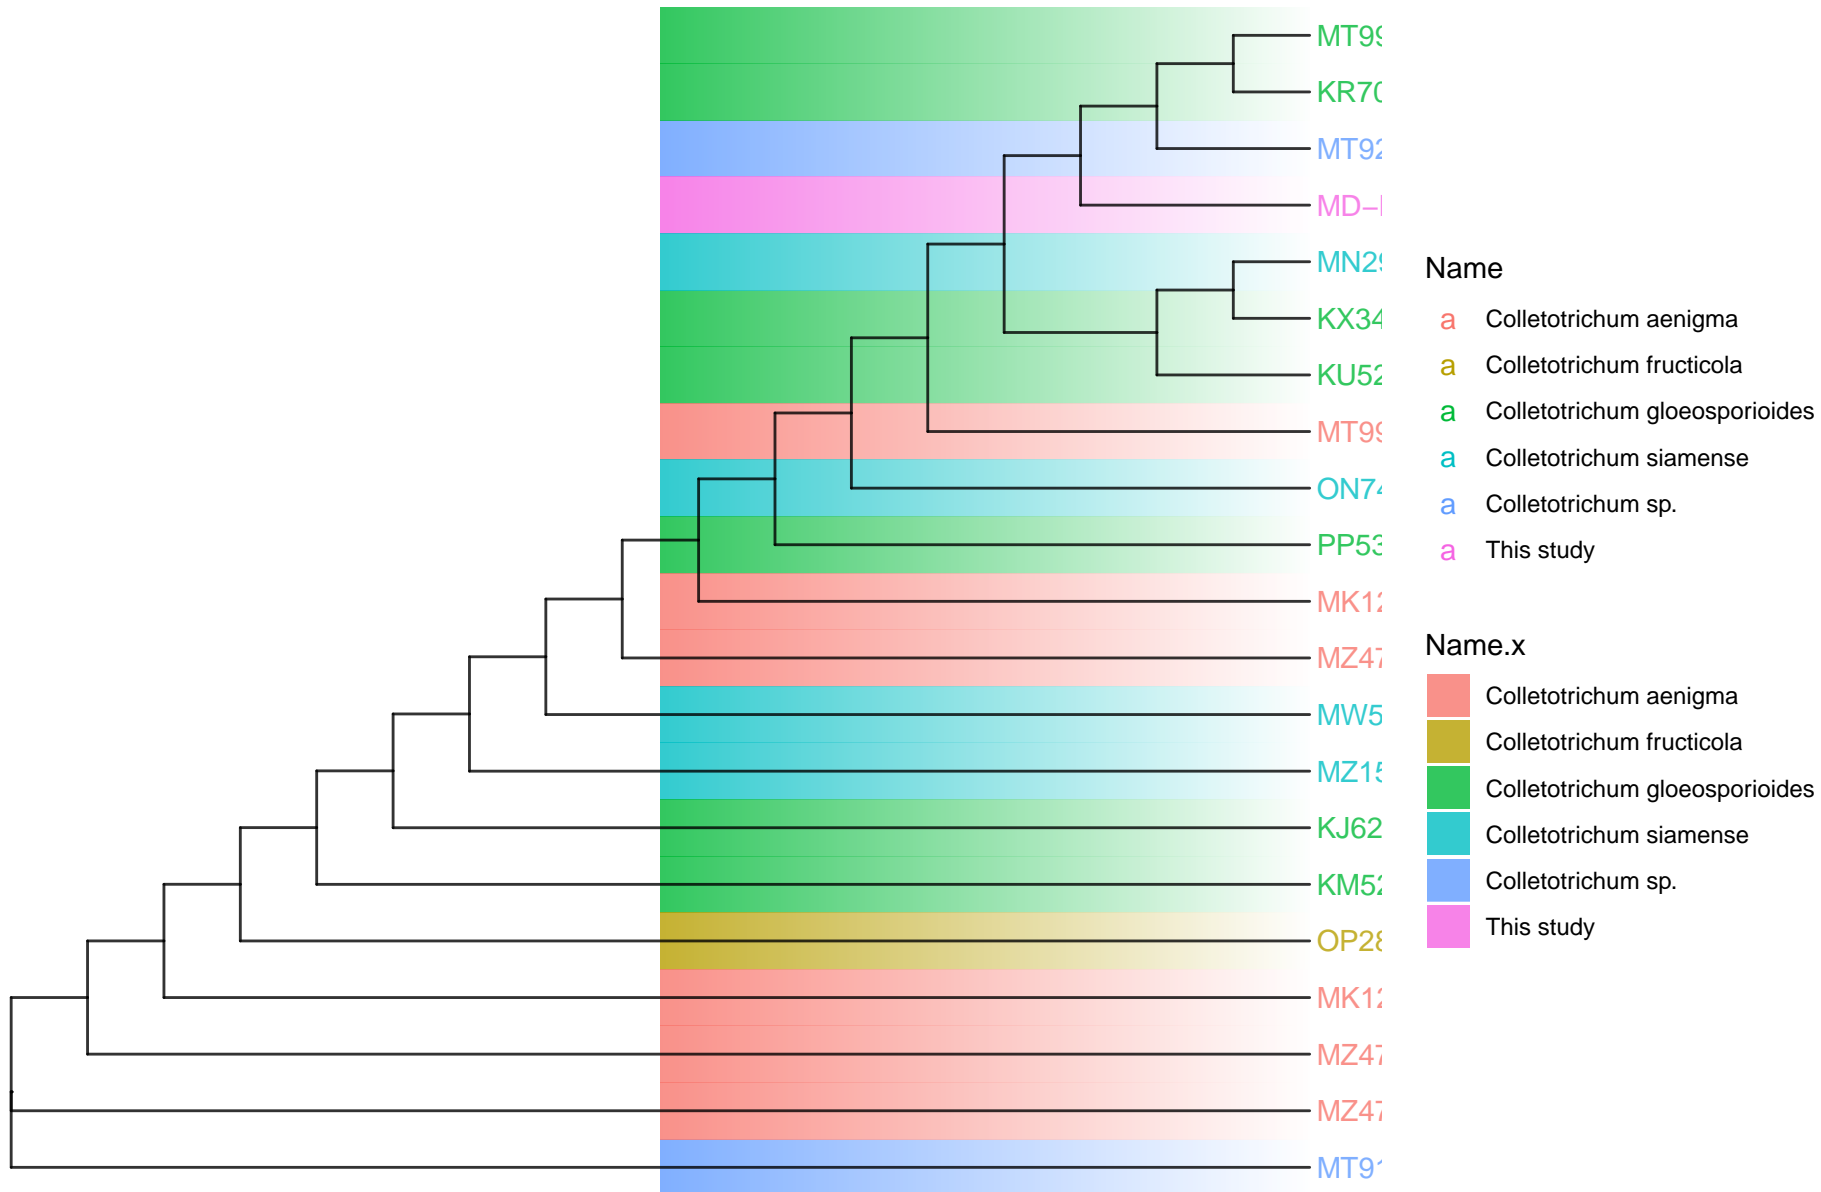 MT99
KR70
MT92
MD-
MN29
KX34
KU52
MT99
ON74
PP53
MK12
MZ47
MW5
MZ15
KJ62
KM52
OP28
MK12
MZ47
MZ47
MT91
Name
a Colletotrichum aenigma
a Colletotrichum fructicola
a Colletotrichum gloeosporioides
a Colletotrichum siamense
a Colletotrichum sp.
a This study
Name.x
Colletotrichum aenigma
Colletotrichum fructicola
Colletotrichum gloeosporioides
Colletotrichum siamense
Colletotrichum sp.
This study